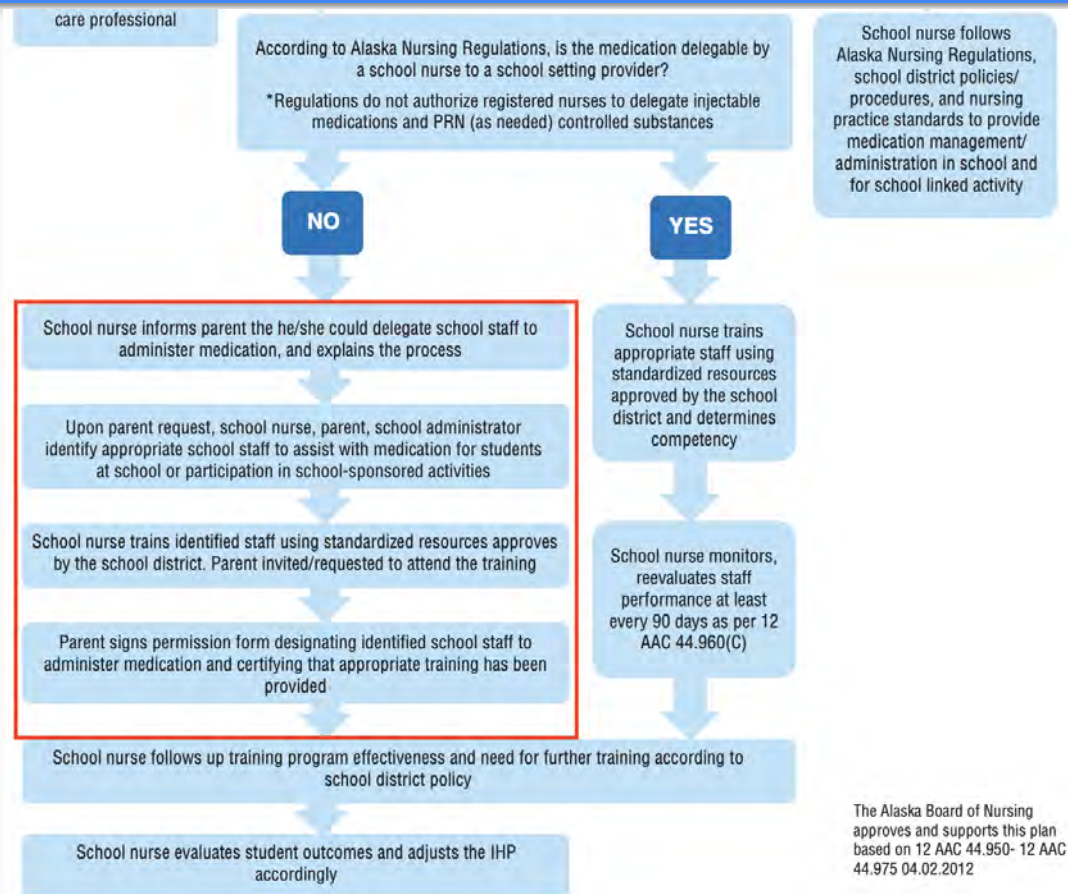 care professional
According to Alaska Nursing Regulations, is the medication delegable by
a school nurse to a school setting provider?
*Regulations do not authorize registered nurses to delegate injectable
medications and PRN (as needed) controlled substances
School nurse follows
Alaska Nursing Regulations,
school district policies/
procedures, and nursing
practice standards to provide
medication management/
administration in school and
for school linked activity
NO
YES
School nurse informs parent the he/she could delegate school staff to
administer medication, and explains the process
Upon parent request, school nurse, parent, school administrator
identify appropriate school staff to assist with medication for students
at school or participation in school-sponsored activities
School nurse trains identified staff using standardized resources approves
by the school district. Parent invited/requested to attend the training
Parent signs permission form designating identified school staff to
administer medication and certifying that appropriate training has been
provided
School nurse trains
appropriate staff using
standardized resources
approved by the school
district and determines
competency
School nurse monitors,
reevaluates staff
performance at least
every 90 days as per 12
AAC 44.960(C)
School nurse follows up training program effectiveness and need for further training according to
school district policy
School nurse evaluates student outcomes and adjusts the IHP
accordingly
The Alaska Board of Nursing
approves and supports this plan
based on 12 AAC 44.950- 12 AAC
44.975 04.02.2012